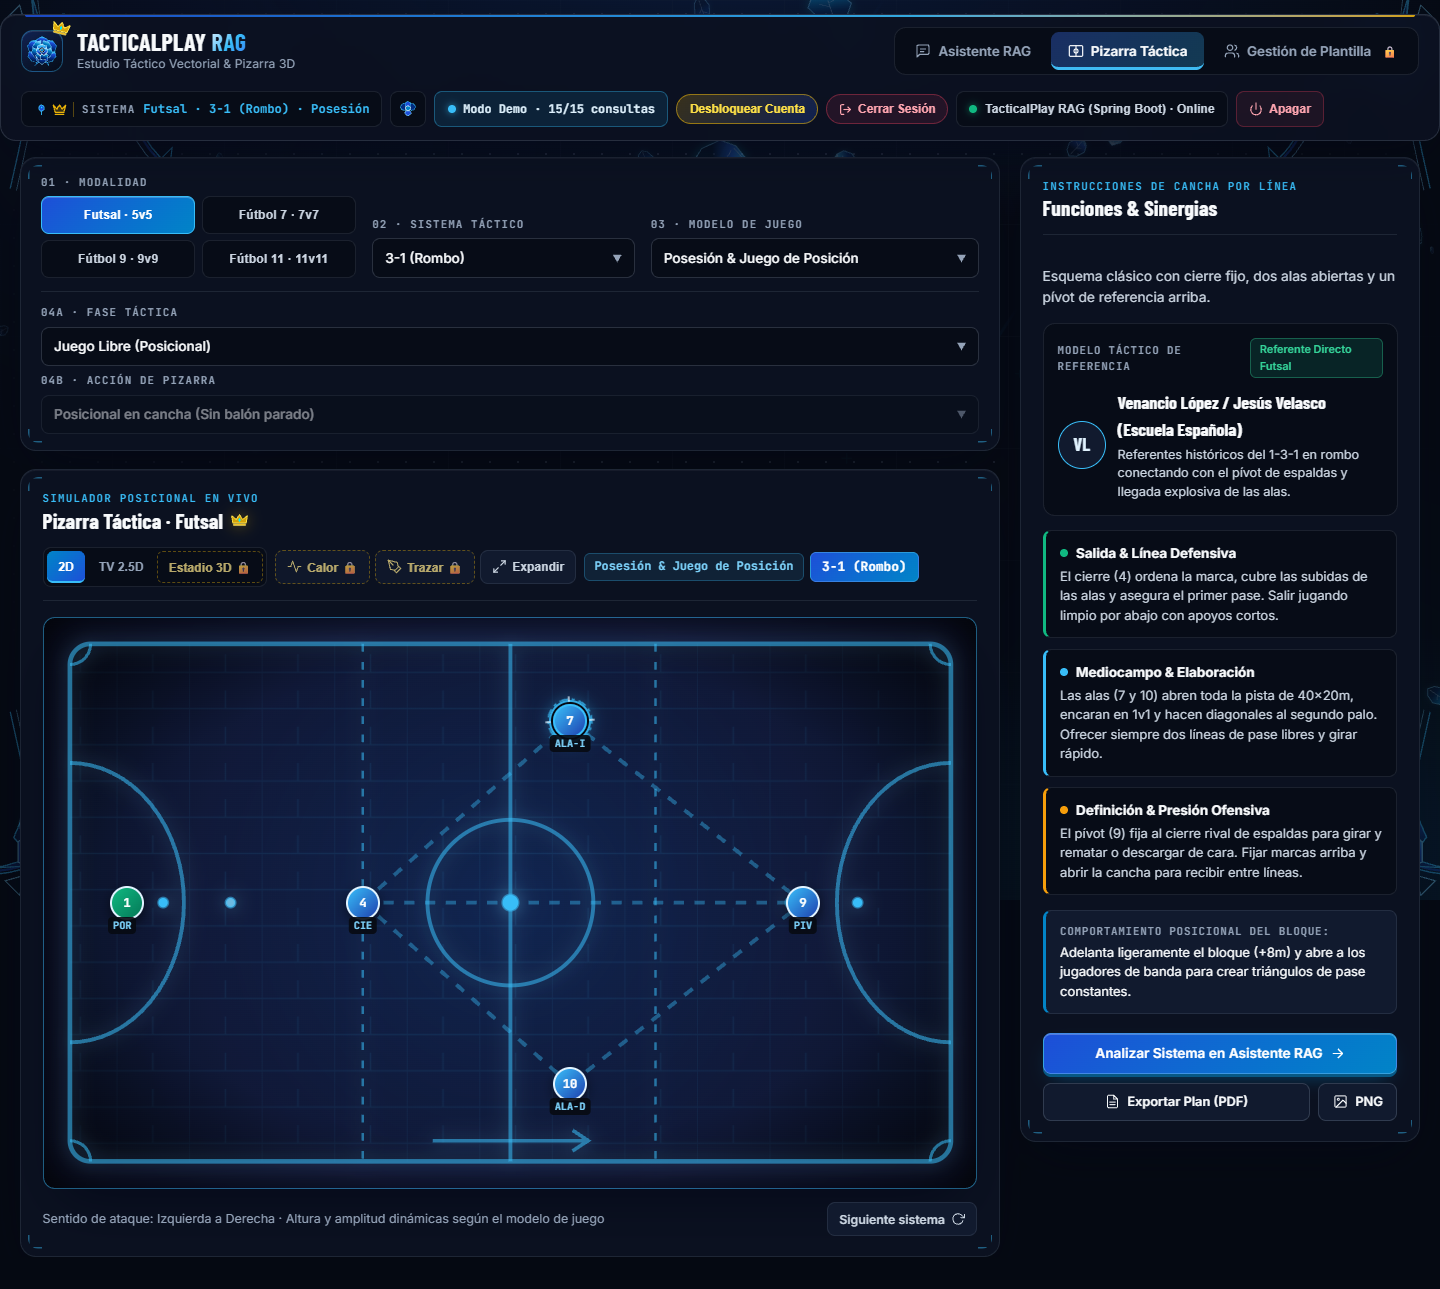 TACTICALPLAY RAG
Estudio Táctico Vectorial & Pizarra 3D
Asistente RAG
Pizarra Táctica
Gestión de Plantilla
SISTEMA Futsal · 3-1 (Rombo) · Posesión
Modo Demo · 15/15 consultas
Desbloquear Cuenta
Cerrar Sesión
TacticalPlay RAG (Spring Boot) · Online
Apagar
01 · MODALIDAD
Futsal · 5v5
Fútbol 7 · 7v7
Fútbol 9 · 9v9
Fútbol 11 · 11v11
02 · SISTEMA TÁCTICO
3-1 (Rombo)
03 · MODELO DE JUEGO
Posesión & Juego de Posición
04A · FASE TÁCTICA
Juego Libre (Posicional)
04B · ACCIÓN DE PIZARRA
Posicional en cancha (Sin balón parado)
SIMULADOR POSICIONAL EN VIVO
Pizarra Táctica · Futsal
2D
TV 2.5D
Estadio 3D
Calor
Trazar
Expandir
Posesión & Juego de Posición
3-1 (Rombo)
7
ALA-I
1
POR
4
CIE
9
PIV
10
ALA-D
Sentido de ataque: Izquierda a Derecha · Altura y amplitud dinámicas según el modelo de juego
Siguiente sistema
INSTRUCCIONES DE CANCHA POR LÍNEA
Funciones & Sinergias
Esquema clásico con cierre fijo, dos alas abiertas y un
pívot de referencia arriba.
MODELO TÁCTICO DE
REFERENCIA
Referente Directo
Futsal
VL
Venancio López / Jesús Velasco
(Escuela Española)
Referentes históricos del 1-3-1 en rombo
conectando con el pívot de espaldas y
llegada explosiva de las alas.
Salida & Línea Defensiva
El cierre (4) ordena la marca, cubre las subidas de
las alas y asegura el primer pase. Salir jugando
limpio por abajo con apoyos cortos.
Mediocampo & Elaboración
Las alas (7 y 10) abren toda la pista de 40×20m,
encaran en 1v1 y hacen diagonales al segundo palo.
Ofrecer siempre dos líneas de pase libres y girar
rápido.
Definición & Presión Ofensiva
El pívot (9) fija al cierre rival de espaldas para girar y
rematar o descargar de cara. Fijar marcas arriba y
abrir la cancha para recibir entre líneas.
COMPORTAMIENTO POSICIONAL DEL BLOQUE:
Adelanta ligeramente el bloque (+8m) y abre a los
jugadores de banda para crear triángulos de pase
constantes.
Analizar Sistema en Asistente RAG →
Exportar Plan (PDF)
PNG